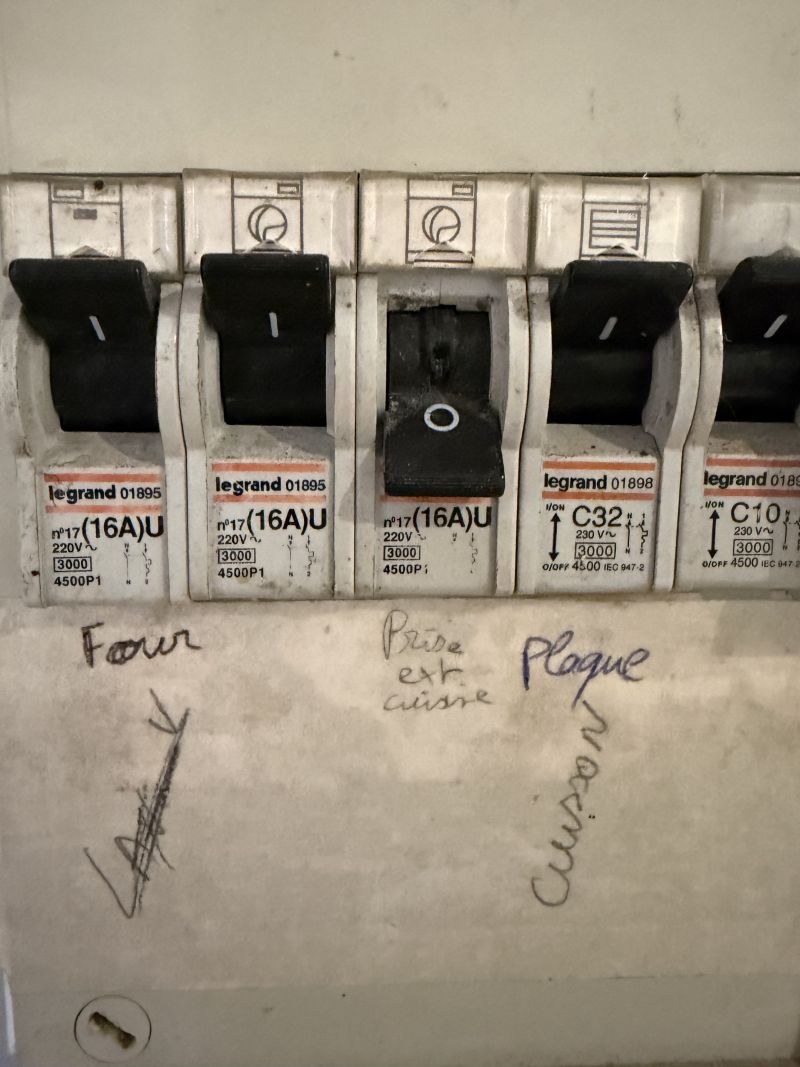 legrand 01895
n°17(16A)U
220V~
3000
4500P1
legrand 01895
n°17(16A)U
220V~
3000
4500P1
n°17(16A)U
220V~
3000
4500P
legrand 01898
I/ON
C32
230 V~
3000
O/OFF 4500 IEC 947-2
legrand 0189
I/ON
C10
230 V~
3000
O/OFF 4500 IEC 947-2
Four
Prise
ext
cuisine
Plaque
Cuisson